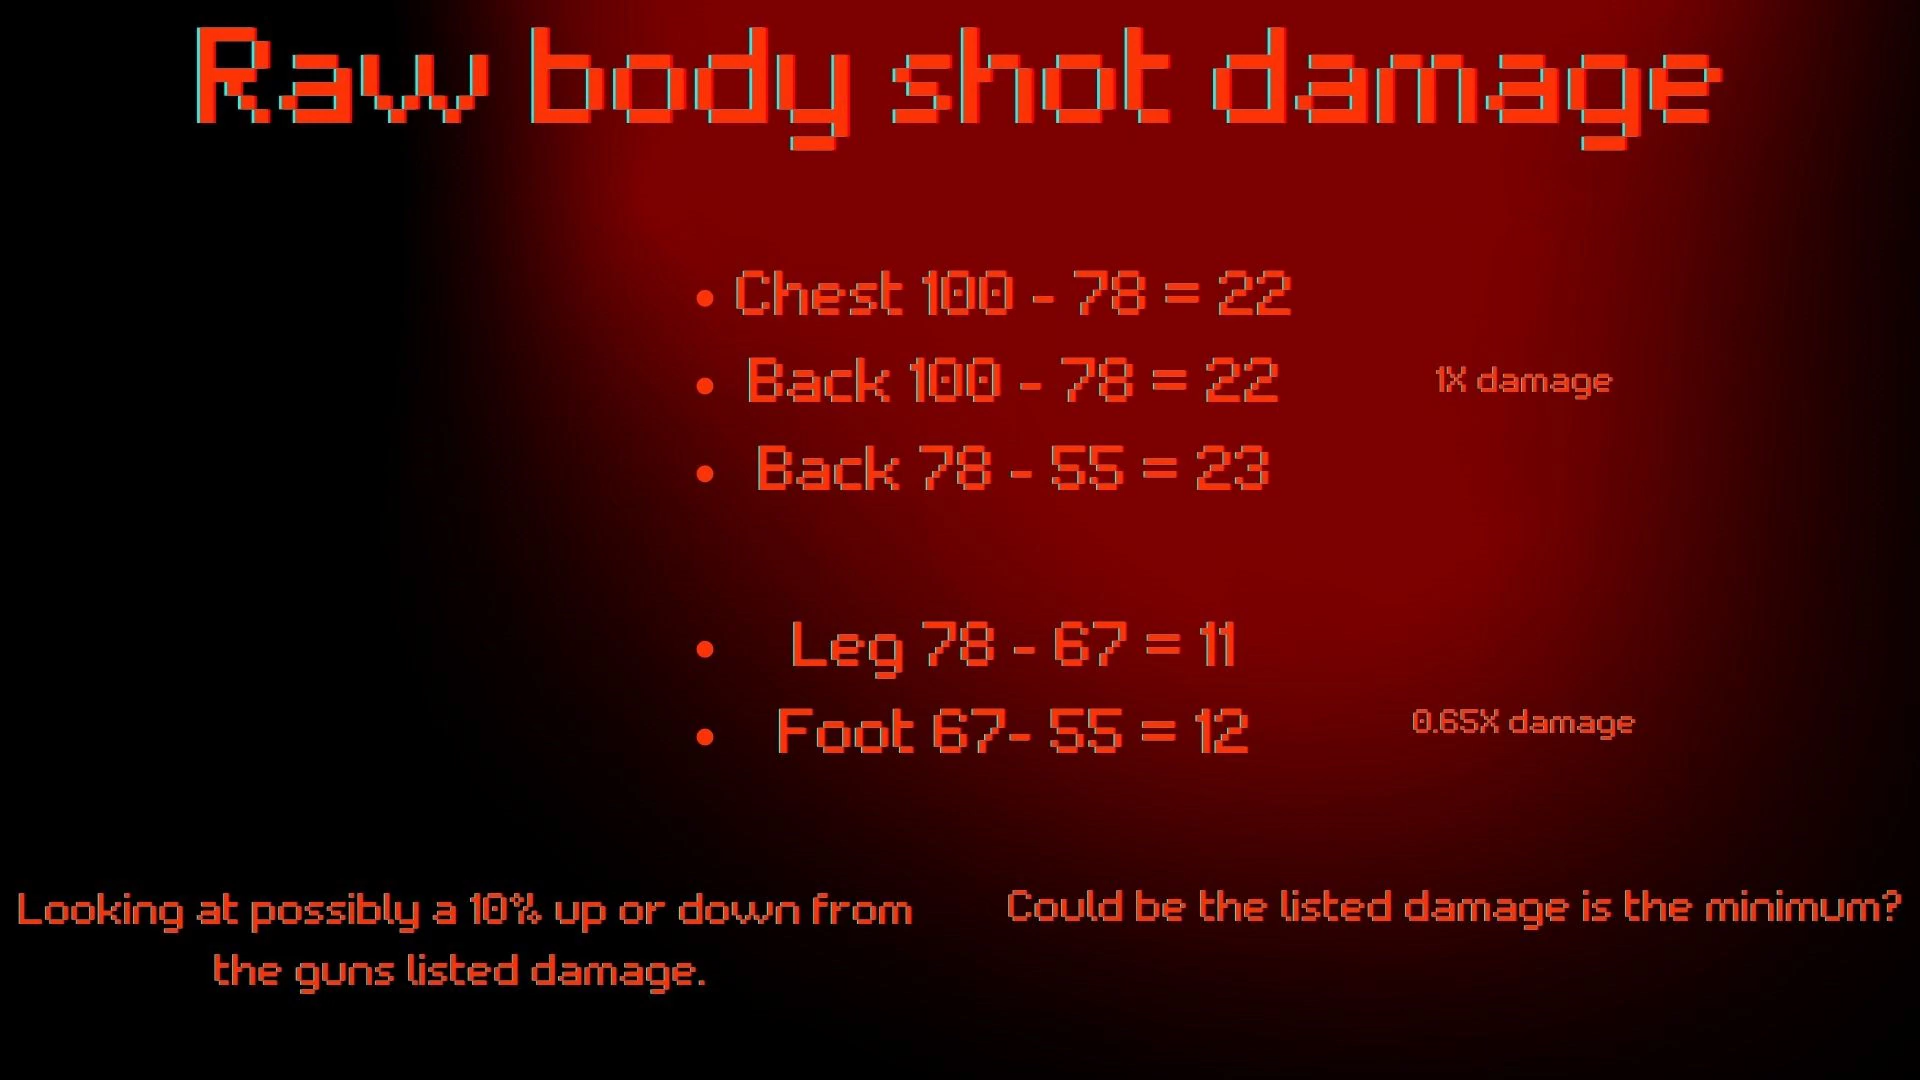 Raw body shot damage
• Chest 100 - 78 = 22
• Back 100 - 78 = 22
1X damage
• Back 78 - 55 = 23
• Leg 78 - 67 = 11
• Foot 67- 55 = 12
0.65X damage
Looking at possibly a 10% up or down from
the guns listed damage.
Could be the listed damage is the minimum?